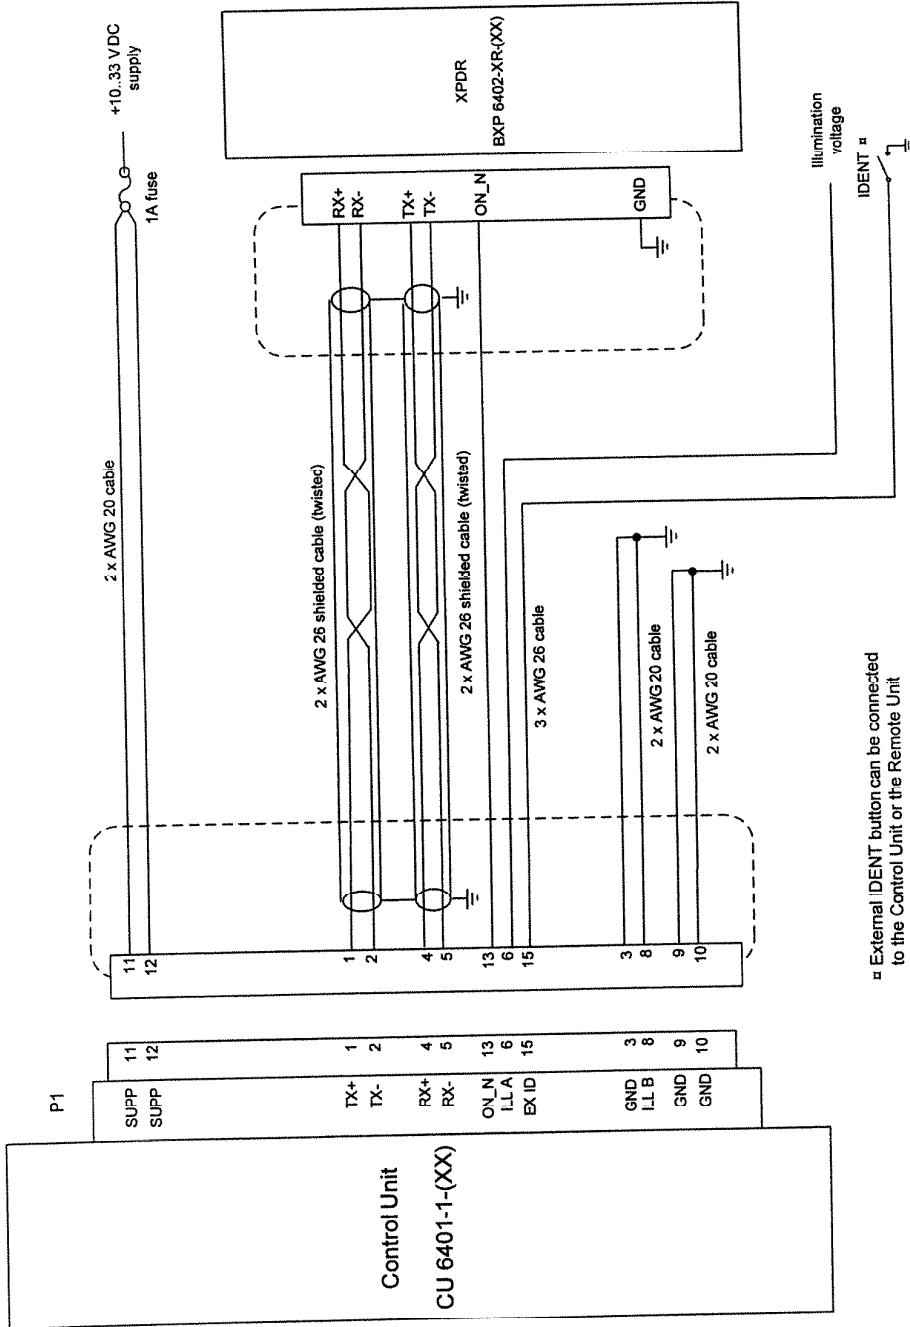 +10..33 VDC
supply
1A fuse
2 x AWG 20 cable
XPDR
BXP 6402-XR-(XX)
RX+
RX-
TX+
TX-
ON_N
GND
Illumination
voltage
IDENT ¤
2 x AWG 26 shielded cable (twisted)
2 x AWG 26 shielded cable (twisted)
3 x AWG 26 cable
2 x AWG 20 cable
2 x AWG 20 cable
11
12
1
2
4
5
13
6
15
3
8
9
10
P1
11
12
1
2
4
5
13
6
15
3
8
9
10
SUPP
SUPP
TX+
TX-
RX+
RX-
ON_N
ILL A
EX ID
GND
ILL B
GND
GND
Control Unit
CU 6401-1-(XX)
¤ External IDENT button can be connected
to the Control Unit or the Remote Unit